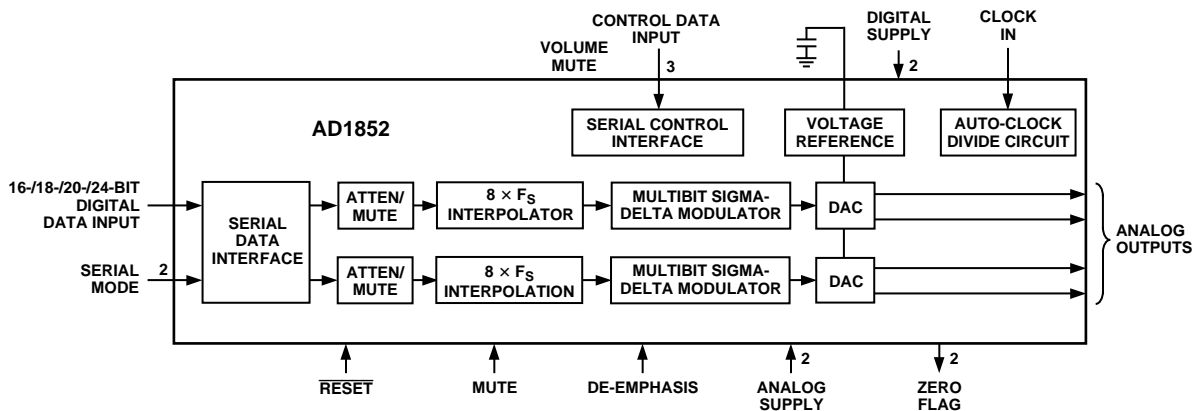 CONTROL DATA
INPUT
VOLUME
MUTE
3
DIGITAL
SUPPLY
2
CLOCK
IN
AD1852
SERIAL CONTROL
INTERFACE
VOLTAGE
REFERENCE
AUTO-CLOCK
DIVIDE CIRCUIT
16-/18-/20-/24-BIT
DIGITAL
DATA INPUT
SERIAL
DATA
INTERFACE
ATTEN/
MUTE
8 × FS
INTERPOLATOR
MULTIBIT SIGMA-
DELTA MODULATOR
DAC
ANALOG
OUTPUTS
SERIAL
MODE
2
ATTEN/
MUTE
8 × FS
INTERPOLATION
MULTIBIT SIGMA-
DELTA MODULATOR
DAC
RESET
MUTE
DE-EMPHASIS
2
ANALOG
SUPPLY
2
ZERO
FLAG